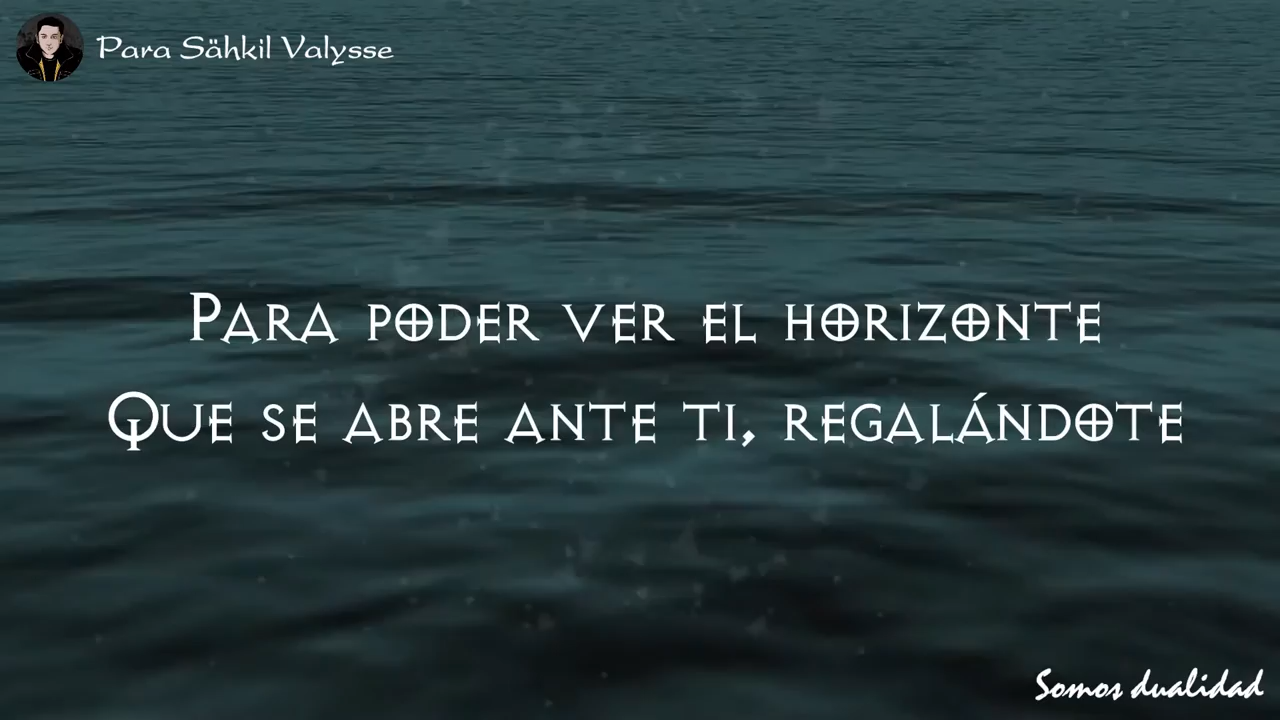 Para Sähkil Valysse
Para poder ver el horizonte
Que se abre ante ti, regalándote
Somos dualidad